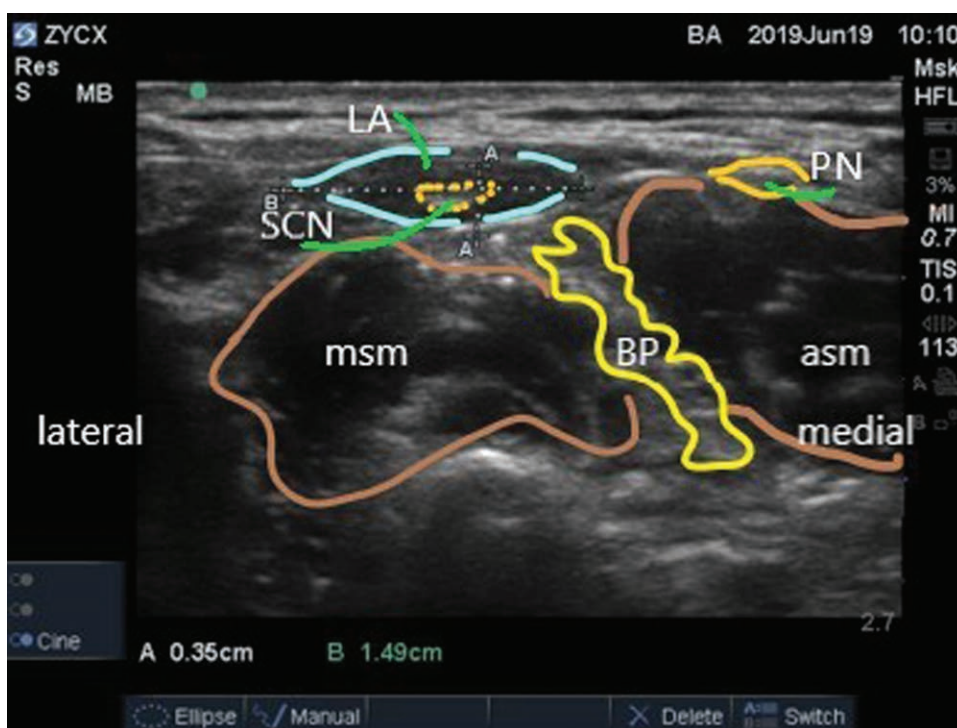 ZYCX BA 2019Jun19 10:10
Res Msk
S MB HFL
LA
A
PN
3%
B
MI
0.7
SCN
A
TIS
0.1
msm BP asm
113
A
lateral medial
B
2.7
Cine
A 0.35cm B 1.49cm
Ellipse Manual Delete A:= B:= Switch